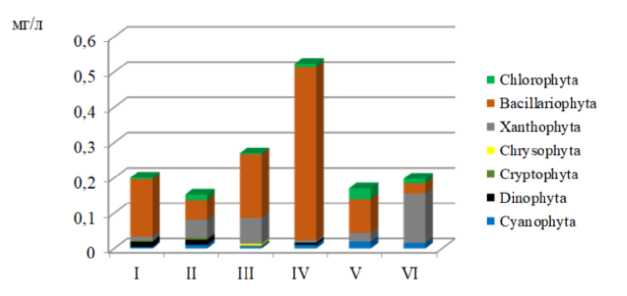 мг/л
0,6
0,5
0,4
0,3
0,2
0,1
0
I II III IV V VI
Chlorophyta
Bacillariophyta
Xanthophyta
Chrysophyta
Cryptophyta
Dinophyta
Cyanophyta